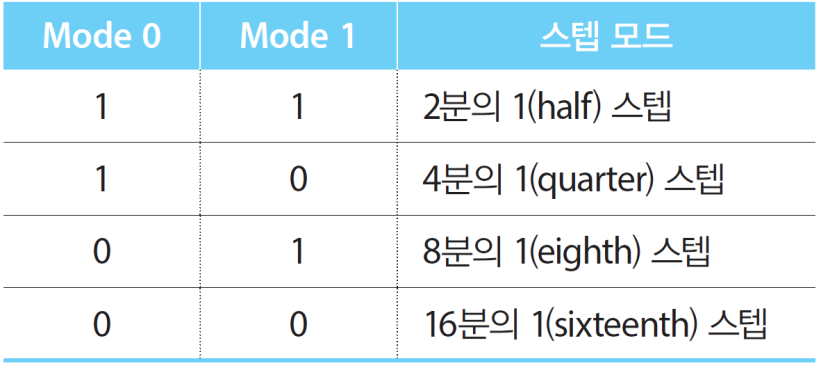 Mode 0 Mode 1 스텝 모드
1 1 2분의 1(half) 스텝
1 0 4분의 1(quarter) 스텝
0 1 8분의 1(eighth) 스텝
0 0 16분의 1(sixteenth) 스텝